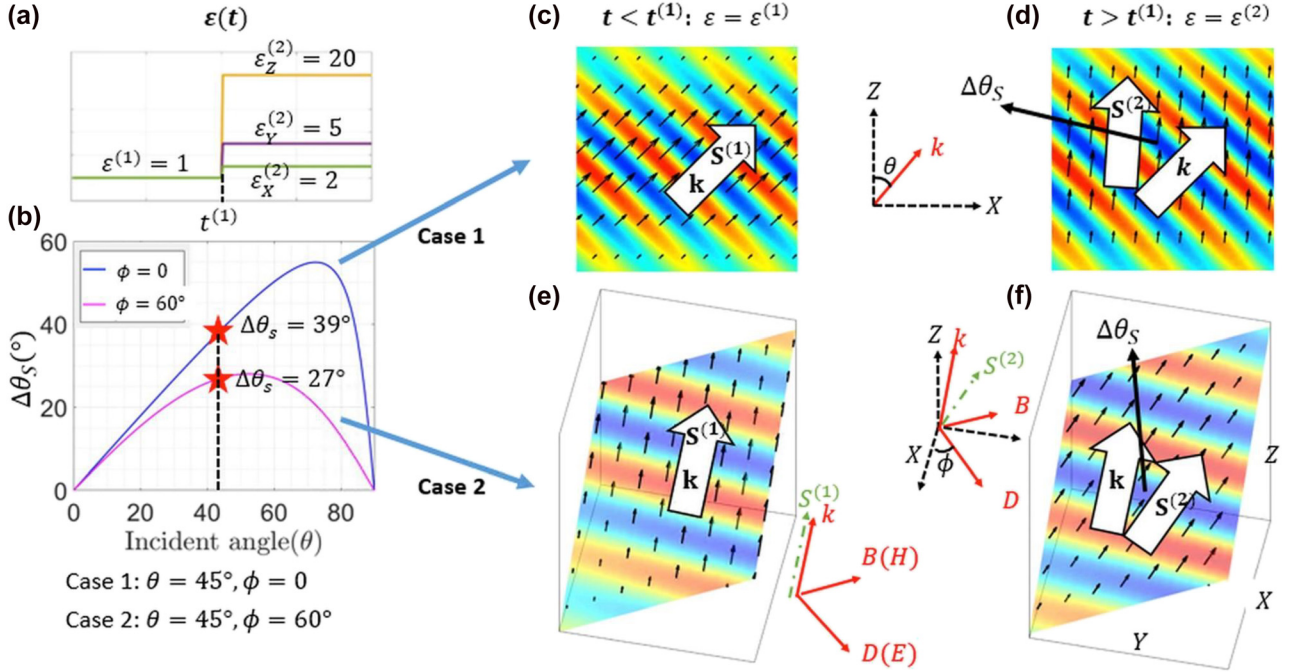 (a)
ε(t)
ε_Z^(2) = 20
ε_Y^(2) = 5
ε^(1) = 1
ε_X^(2) = 2
t^(1)
(b)
60
40
20
0
Δθ_S(°)
ϕ = 0
ϕ = 60°
Δθ_s = 39°
Δθ_s = 27°
0 20 40 60 80
Incident angle(θ)
Case 1: θ = 45°, ϕ = 0
Case 2: θ = 45°, ϕ = 60°
Case 1
Case 2
(c)
t < t^(1): ε = ε^(1)
S^(1)
k
Z
θ
k
X
(d)
t > t^(1): ε = ε^(2)
Δθ_S
S^(2)
k
(e)
S^(1)
k
S^(1)
k
B(H)
D(E)
Z
k
S^(2)
B
X
ϕ
D
(f)
Δθ_S
k
S^(2)
Z
X
Y